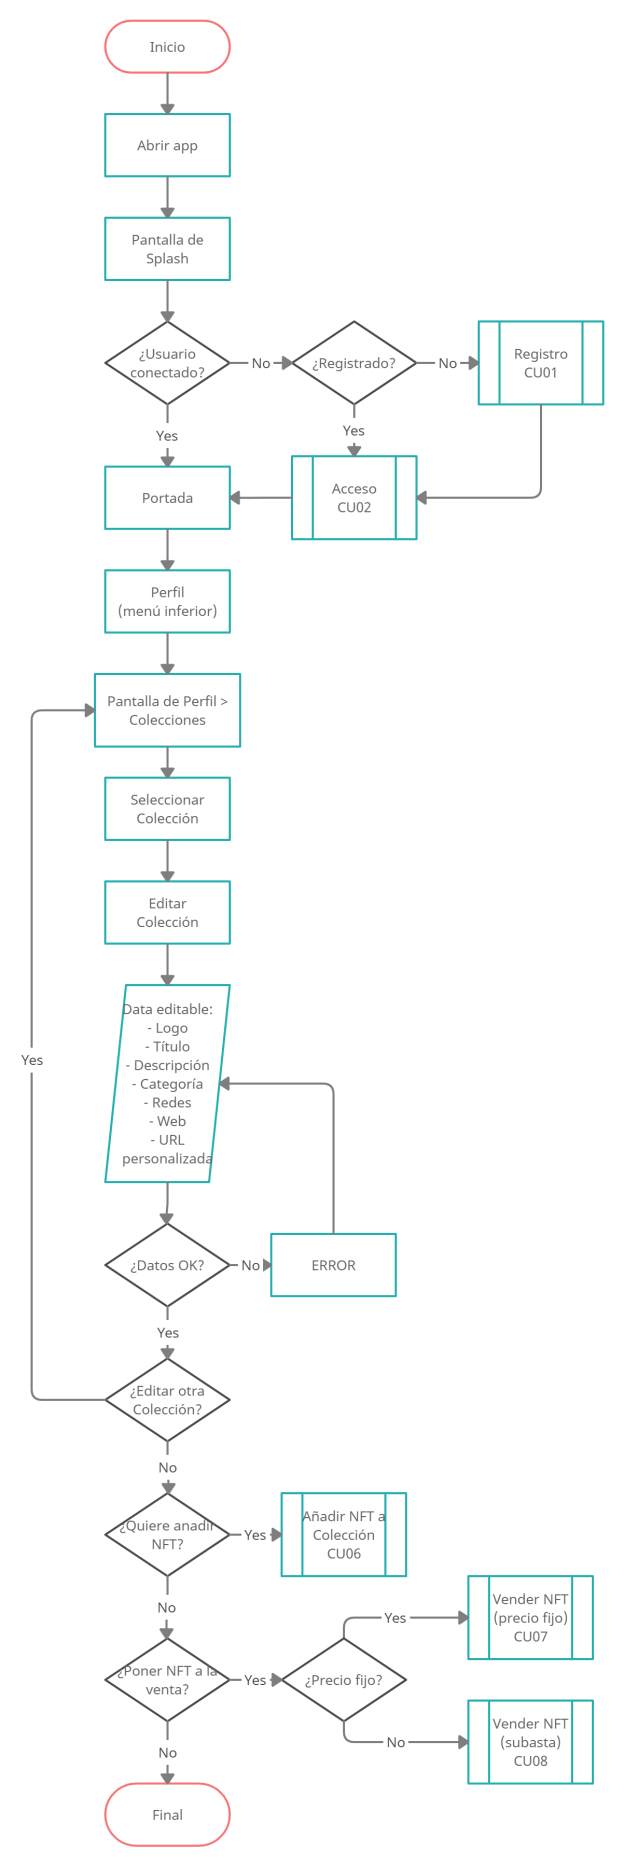 Inicio
Abrir app
Pantalla de
Splash
¿Usuario
conectado?
No
¿Registrado?
No
Registro
CU01
Yes
Yes
Portada
Acceso
CU02
Perfil
(menú inferior)
Pantalla de Perfil >
Colecciones
Seleccionar
Colección
Editar
Colección
Data editable:
- Logo
- Título
- Descripción
- Categoría
- Redes
- Web
- URL
personalizada
Yes
¿Datos OK?
No
ERROR
Yes
¿Editar otra
Colección?
No
¿Quiere anadir
NFT?
Yes
Añadir NFT a
Colección
CU06
No
¿Poner NFT a la
venta?
Yes
¿Precio fijo?
Yes
Vender NFT
(precio fijo)
CU07
No
Vender NFT
(subasta)
CU08
No
Final